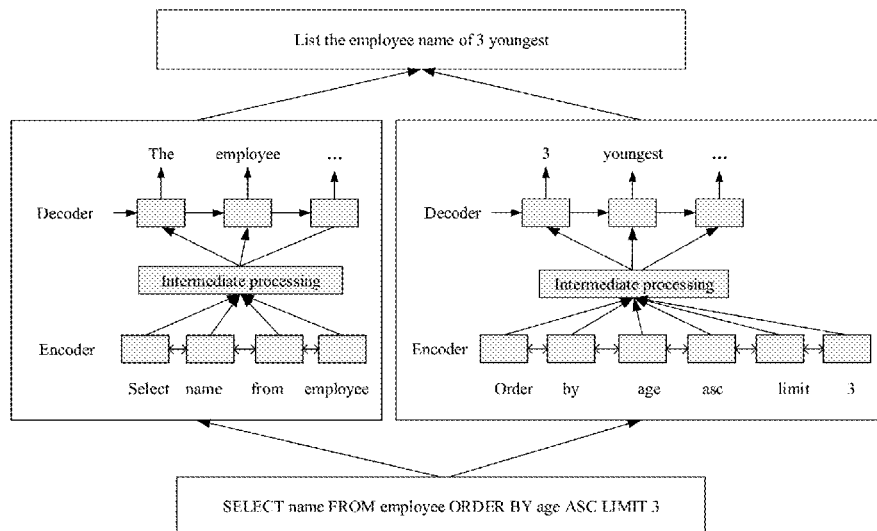 List the employee name of 3 youngest
The employee ...
Decoder
Intermediate processing
Encoder
Select name from employee
3 youngest ...
Decoder
Intermediate processing
Encoder
Order by age asc limit 3
SELECT name FROM employee ORDER BY age ASC LIMIT 3